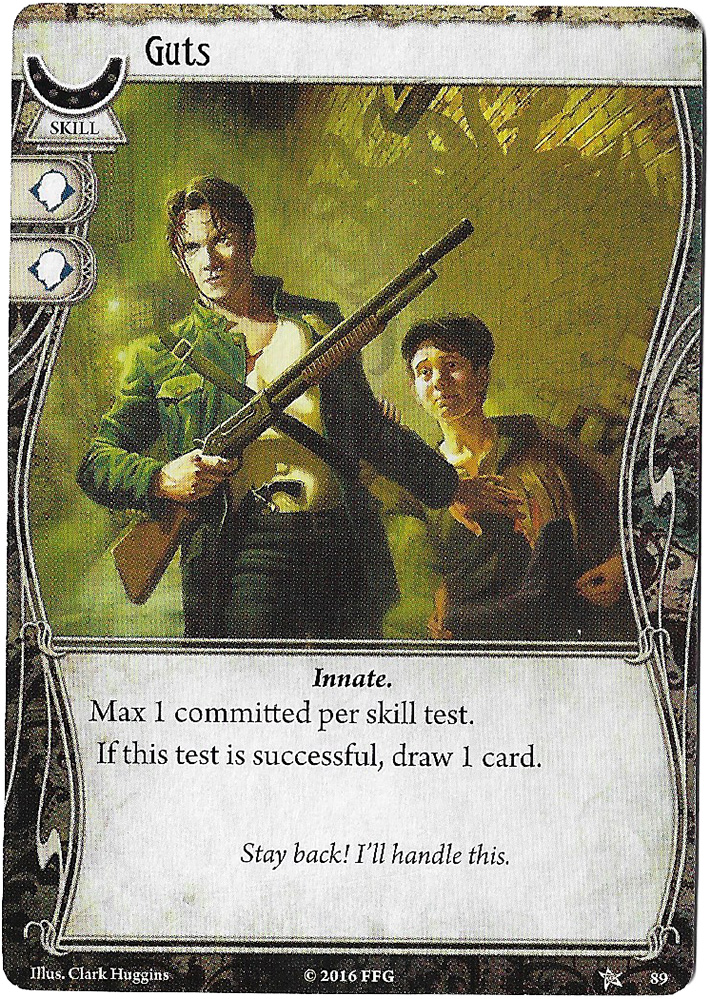 Guts
SKILL
Innate.
Max 1 committed per skill test.
If this test is successful, draw 1 card.
Stay back! I'll handle this.
Illus. Clark Huggins
© 2016 FFG
89